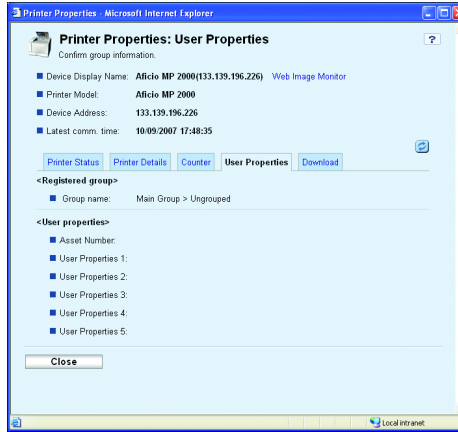 Printer Properties - Microsoft Internet Explorer
Printer Properties: User Properties
?
Confirm group information.
Device Display Name: Aficio MP 2000(133.139.196.226) Web Image Monitor
Printer Model: Aficio MP 2000
Device Address: 133.139.196.226
Latest comm. time: 10/09/2007 17:48:35
Printer Status Printer Details Counter User Properties Download
<Registered group>
Group name: Main Group > Ungrouped
<User properties>
Asset Number:
User Properties 1:
User Properties 2:
User Properties 3:
User Properties 4:
User Properties 5:
Close
Local intranet